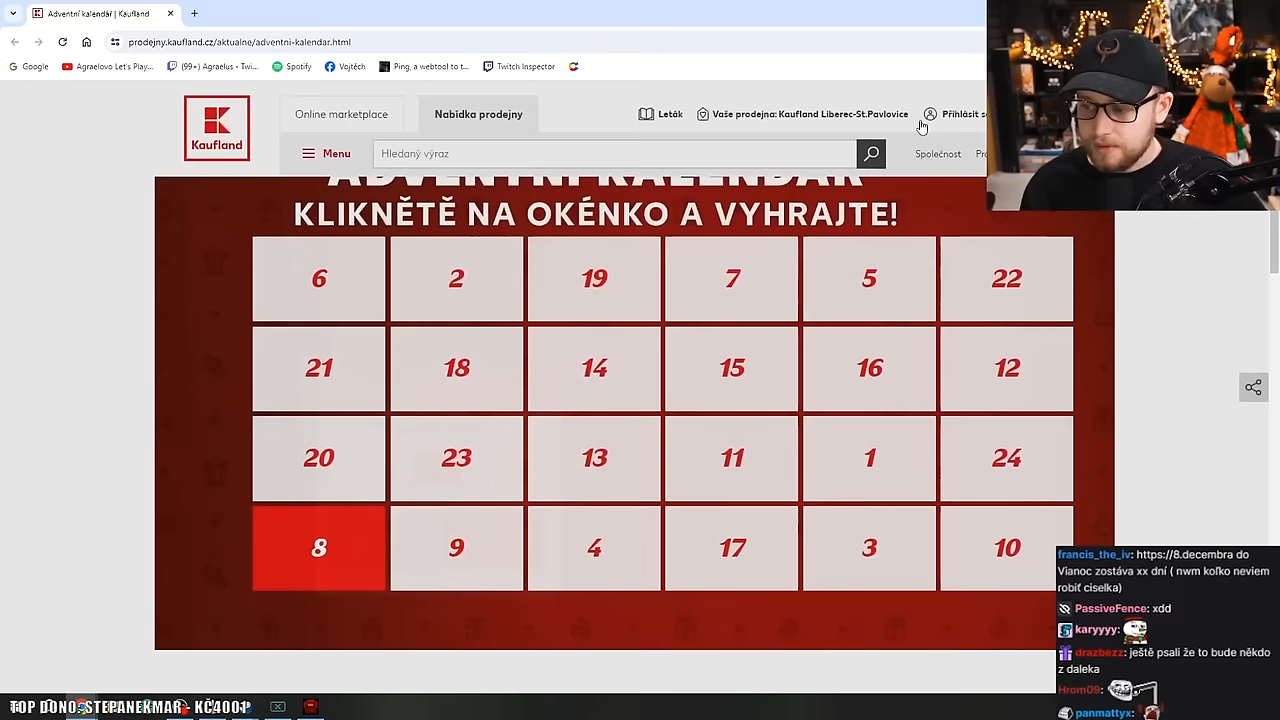 Adventní kalendář | Kaufland
prodejny.kaufland.cz/aktualne/adventni-kalendar.html
Google
Agraelovo Let's Play...
(99+) Agraelus - Twi...
Spotify
Vojtěch
Ping, a webtool to t...
Twitch Inspector
Kaufland
Online marketplace
Nabídka prodejny
Leták
Vaše prodejna: Kaufland Liberec-St.Pavlovice
Přihlásit s
Menu
Hledaný výraz
Společnost
ADVENTNÍ KALENDÁŘ
KLIKNĚTE NA OKÉNKO A VYHRAJTE!
6 2 19 7 5 22
21 18 14 15 16 12
20 23 13 11 1 24
8 9 4 17 3 10
francis_the_iv: https://8.decembra do
Vianoc zostáva xx dní ( nwm koľko neviem
robiť ciselka)
PassiveFence: xdd
karyyyy:
drazbezz: ještě psali že to bude někdo
z daleka
Hrom09:
panmattyx:
TOP DONO: STEPANEKMAR - KČ4001